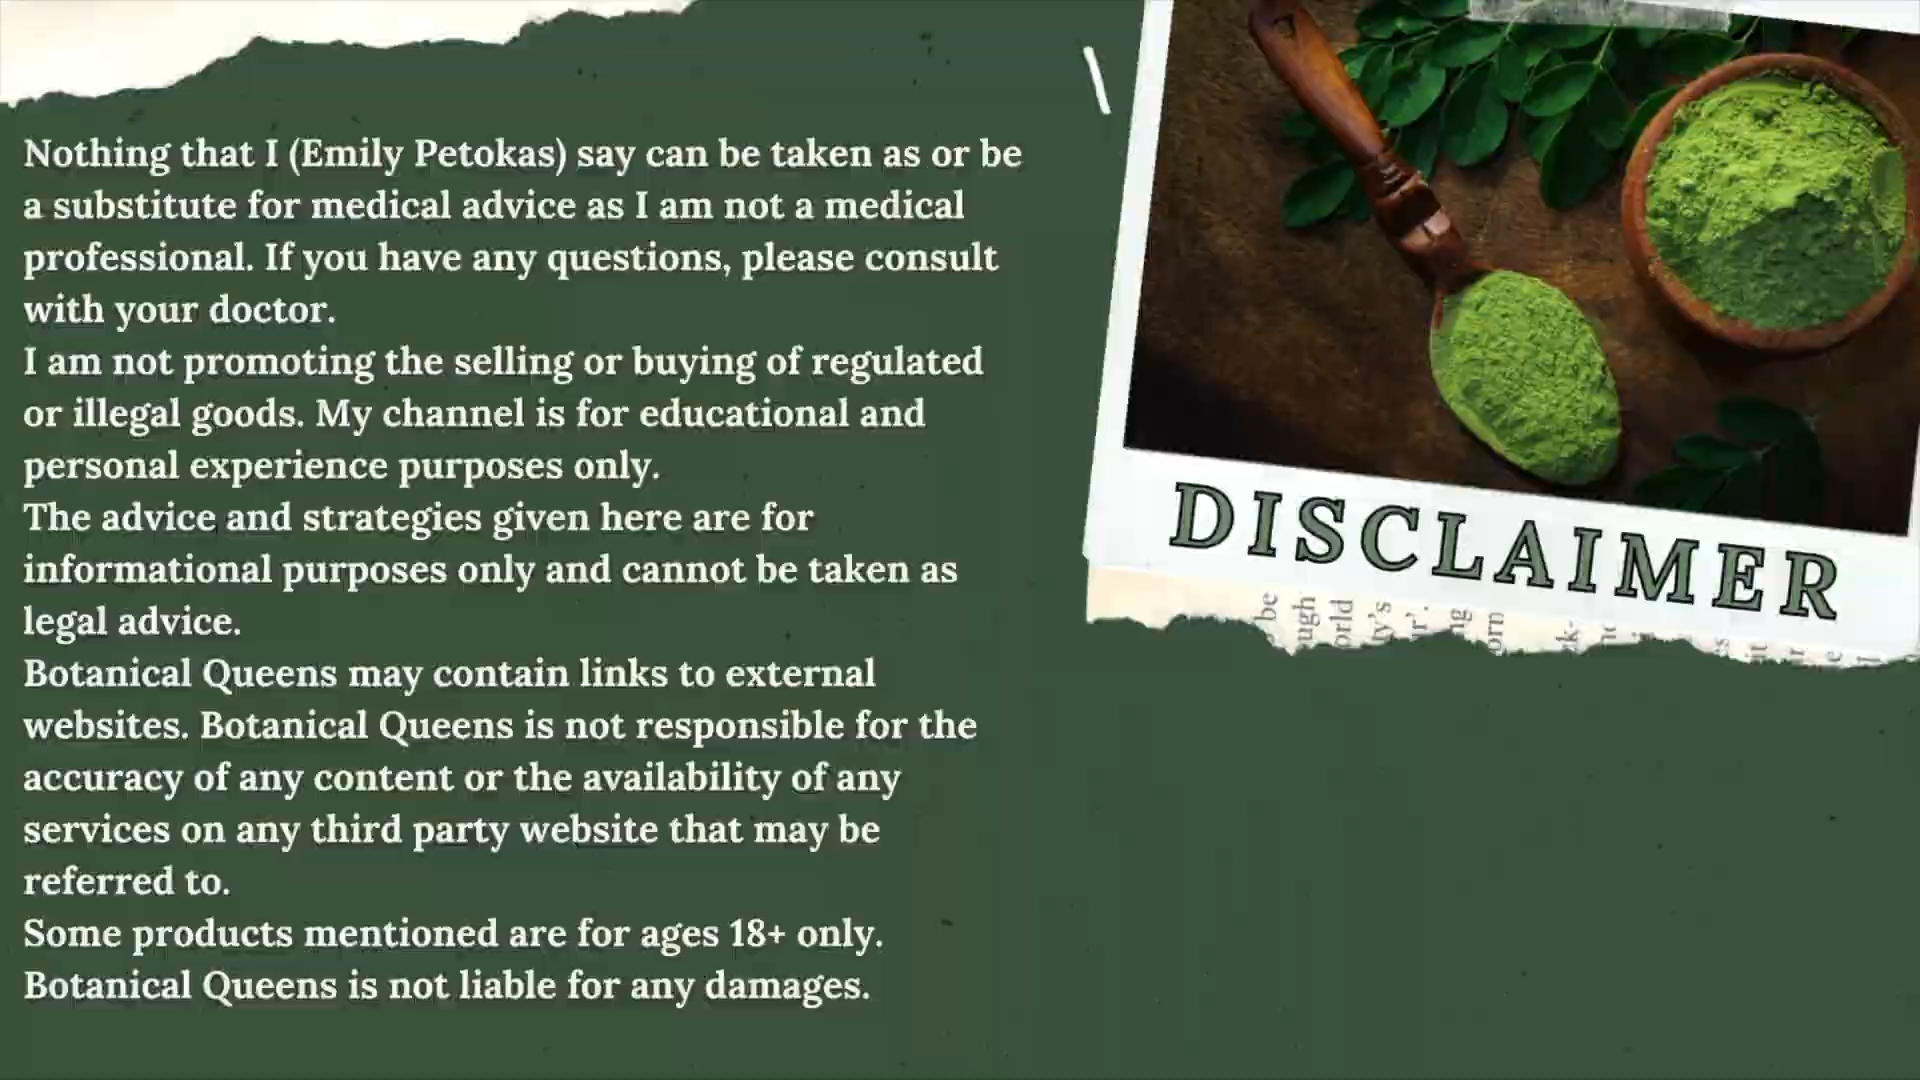 Nothing that I (Emily Petokas) say can be taken as or be
a substitute for medical advice as I am not a medical
professional. If you have any questions, please consult
with your doctor.
I am not promoting the selling or buying of regulated
or illegal goods. My channel is for educational and
personal experience purposes only.
The advice and strategies given here are for
informational purposes only and cannot be taken as
legal advice.
Botanical Queens may contain links to external
websites. Botanical Queens is not responsible for the
accuracy of any content or the availability of any
services on any third party website that may be
referred to.
Some products mentioned are for ages 18+ only.
Botanical Queens is not liable for any damages.
DISCLAIMER
be